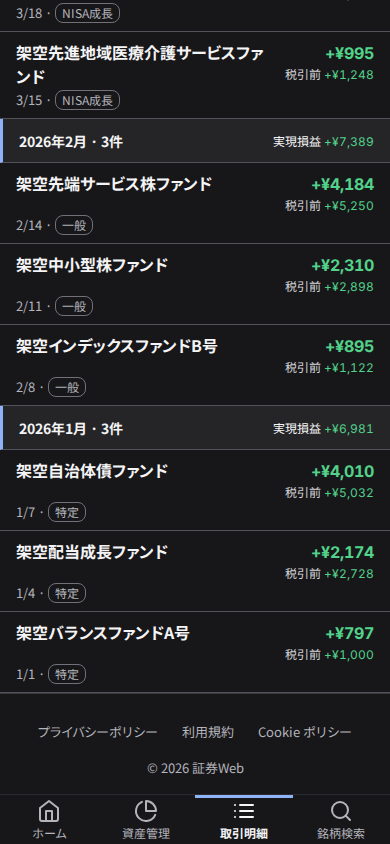 3/18 · NISA成長
架空先進地域医療介護サービスファンド
+¥995
税引前 +¥1,248
3/15 · NISA成長
2026年2月・3件
実現損益 +¥7,389
架空先端サービス株ファンド
+¥4,184
税引前 +¥5,250
2/14 · 一般
架空中小型株ファンド
+¥2,310
税引前 +¥2,898
2/11 · 一般
架空インデックスファンドB号
+¥895
税引前 +¥1,122
2/8 · 一般
2026年1月・3件
実現損益 +¥6,981
架空自治体債ファンド
+¥4,010
税引前 +¥5,032
1/7 · 特定
架空配当成長ファンド
+¥2,174
税引前 +¥2,728
1/4 · 特定
架空バランスファンドA号
+¥797
税引前 +¥1,000
1/1 · 特定
プライバシーポリシー 利用規約 Cookie ポリシー
© 2026 証券Web
ホーム 資産管理 取引明細 銘柄検索